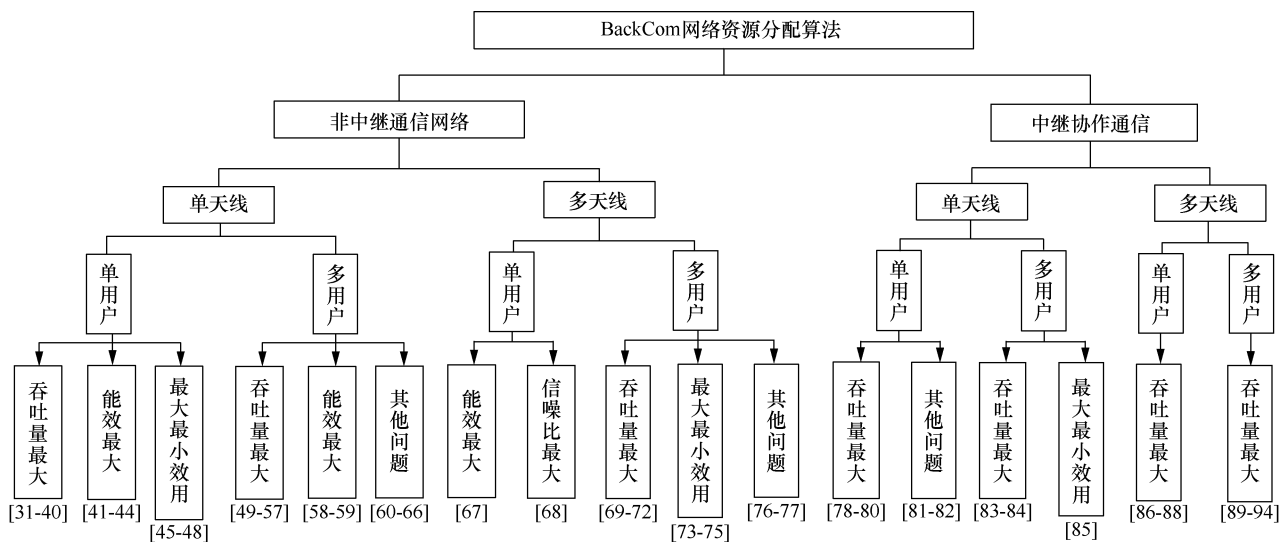 BackCom网络资源分配算法
非中继通信网络
中继协作通信
单天线
多天线
单天线
多天线
单用户
多用户
单用户
多用户
单用户
多用户
单用户
多用户
吞吐量最大
能效最大
最大最小效用
吞吐量最大
能效最大
其他问题
能效最大
信噪比最大
吞吐量最大
最大最小效用
其他问题
吞吐量最大
其他问题
吞吐量最大
最大最小效用
吞吐量最大
吞吐量最大
[31-40]
[41-44]
[45-48]
[49-57]
[58-59]
[60-66]
[67]
[68]
[69-72]
[73-75]
[76-77]
[78-80]
[81-82]
[83-84]
[85]
[86-88]
[89-94]